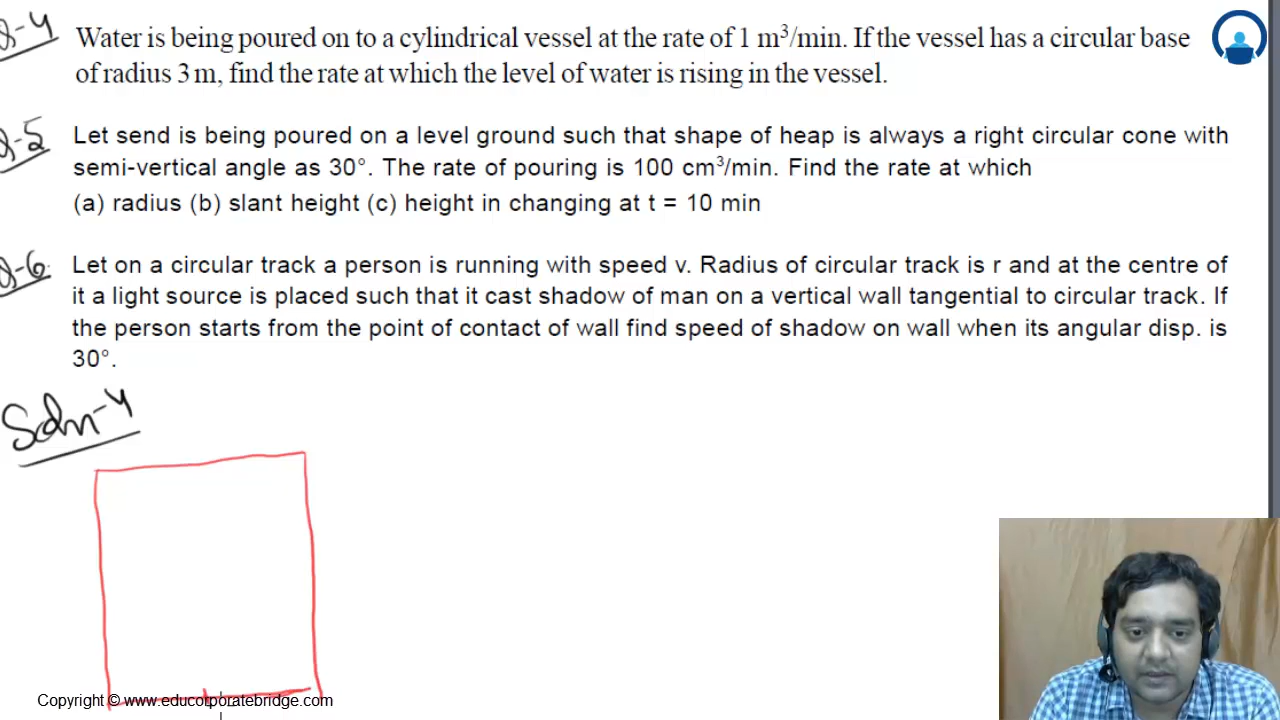 Q-4 Water is being poured on to a cylindrical vessel at the rate of 1 m³/min. If the vessel has a circular base
of radius 3 m, find the rate at which the level of water is rising in the vessel.
Q-5 Let send is being poured on a level ground such that shape of heap is always a right circular cone with
semi-vertical angle as 30°. The rate of pouring is 100 cm³/min. Find the rate at which
(a) radius (b) slant height (c) height in changing at t = 10 min
Q-6 Let on a circular track a person is running with speed v. Radius of circular track is r and at the centre of
it a light source is placed such that it cast shadow of man on a vertical wall tangential to circular track. If
the person starts from the point of contact of wall find speed of shadow on wall when its angular disp. is
30°.
Soln-4
Copyright © www.educorporatebridge.com